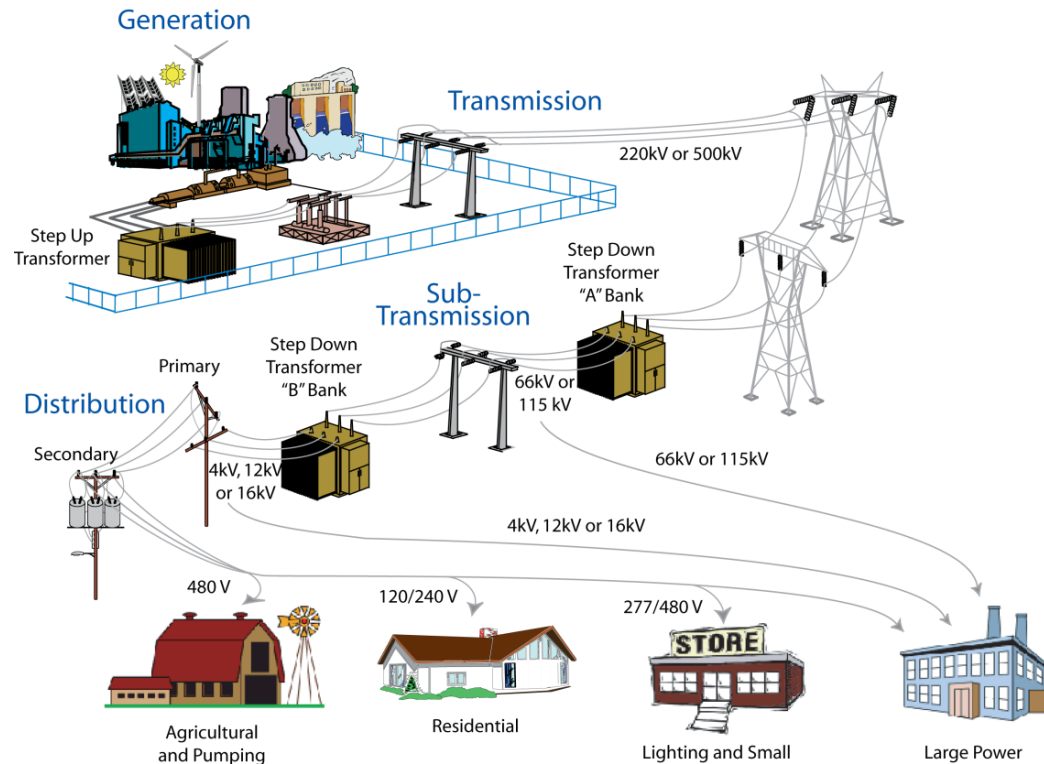 Generation
Transmission
220kV or 500kV
Step Up
Transformer
Step Down
Transformer
“A” Bank
Sub-
Transmission
Step Down
Transformer
“B” Bank
66kV or
115 kV
Primary
Distribution
Secondary
4kV, 12kV
or 16kV
66kV or 115kV
4kV, 12kV or 16kV
480 V
120/240 V
277/480 V
STORE
Agricultural
and Pumping
Residential
Lighting and Small
Large Power